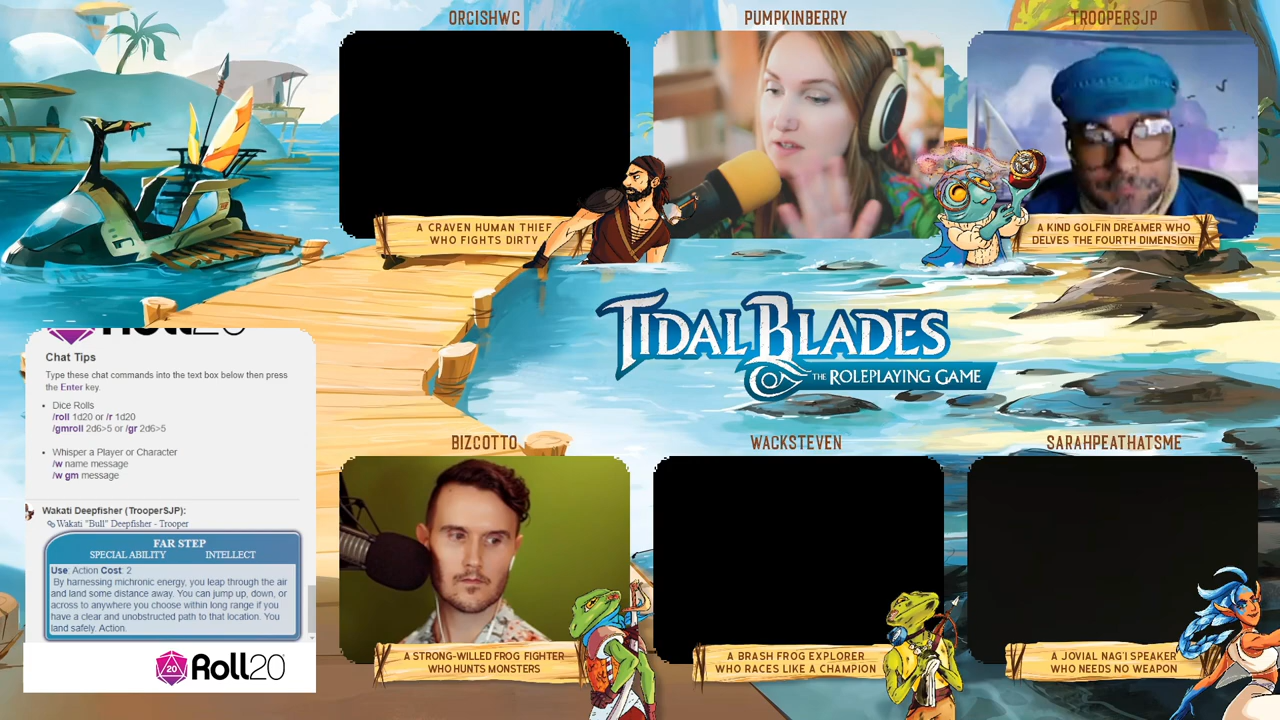 ORCISHWC
PUMPKINBERRY
TROOPERSJP
A CRAVEN HUMAN THIEF
WHO FIGHTS DIRTY
A KIND GOLFIN DREAMER WHO
DELVES THE FOURTH DIMENSION
TIDAL BLADES
THE ROLEPLAYING GAME
Roll20
Chat Tips
Type these chat commands into the text box below then press
the Enter key.
• Dice Rolls
/roll 1d20 or /r 1d20
/gmroll 2d6>5 or /gr 2d6>5
• Whisper a Player or Character
/w name message
/w gm message
Wakati Deepfisher (TrooperSJP):
Wakati "Bull" Deepfisher - Trooper
FAR STEP
SPECIAL ABILITY INTELLECT
Use: Action Cost: 2
By harnessing michronic energy, you leap through the air
and land some distance away. You can jump up, down, or
across to anywhere you choose within long range if you
have a clear and unobstructed path to that location. You
land safely. Action.
20 Roll20
BIZCOTTO
WACKSTEVEN
SARAHPEATHATSME
A STRONG-WILLED FROG FIGHTER
WHO HUNTS MONSTERS
A BRASH FROG EXPLORER
WHO RACES LIKE A CHAMPION
A JOVIAL NAG'I SPEAKER
WHO NEEDS NO WEAPON